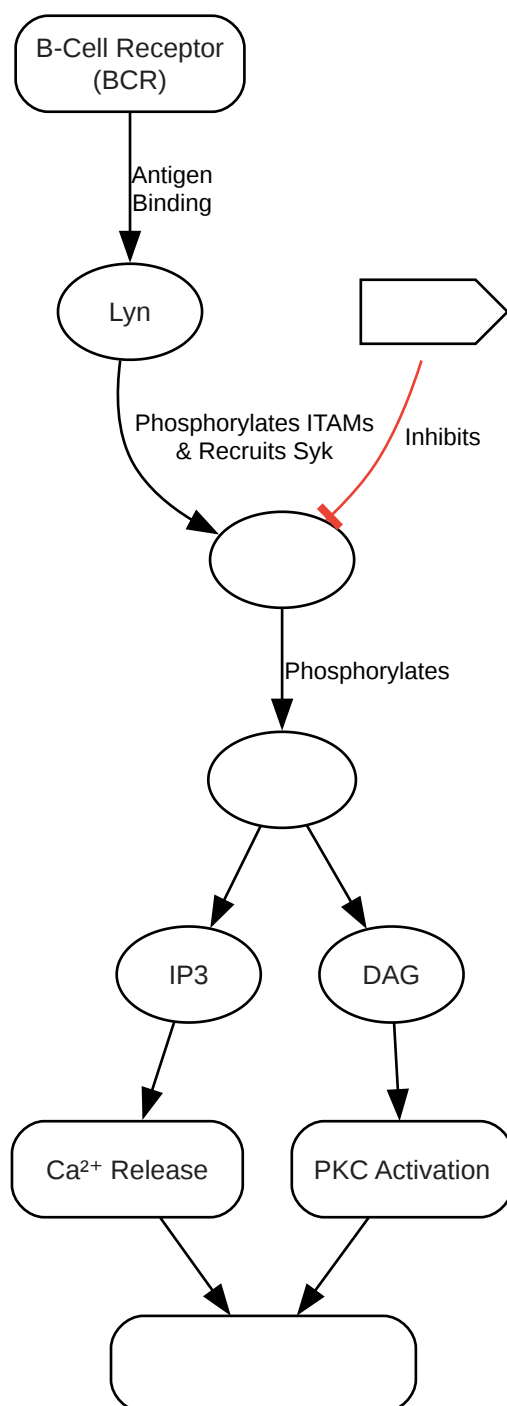 B-Cell Receptor
(BCR)
Antigen
Binding
Lyn
Phosphorylates ITAMs
& Recruits Syk
Inhibits
Phosphorylates
IP3
DAG
Ca²⁺ Release
PKC Activation